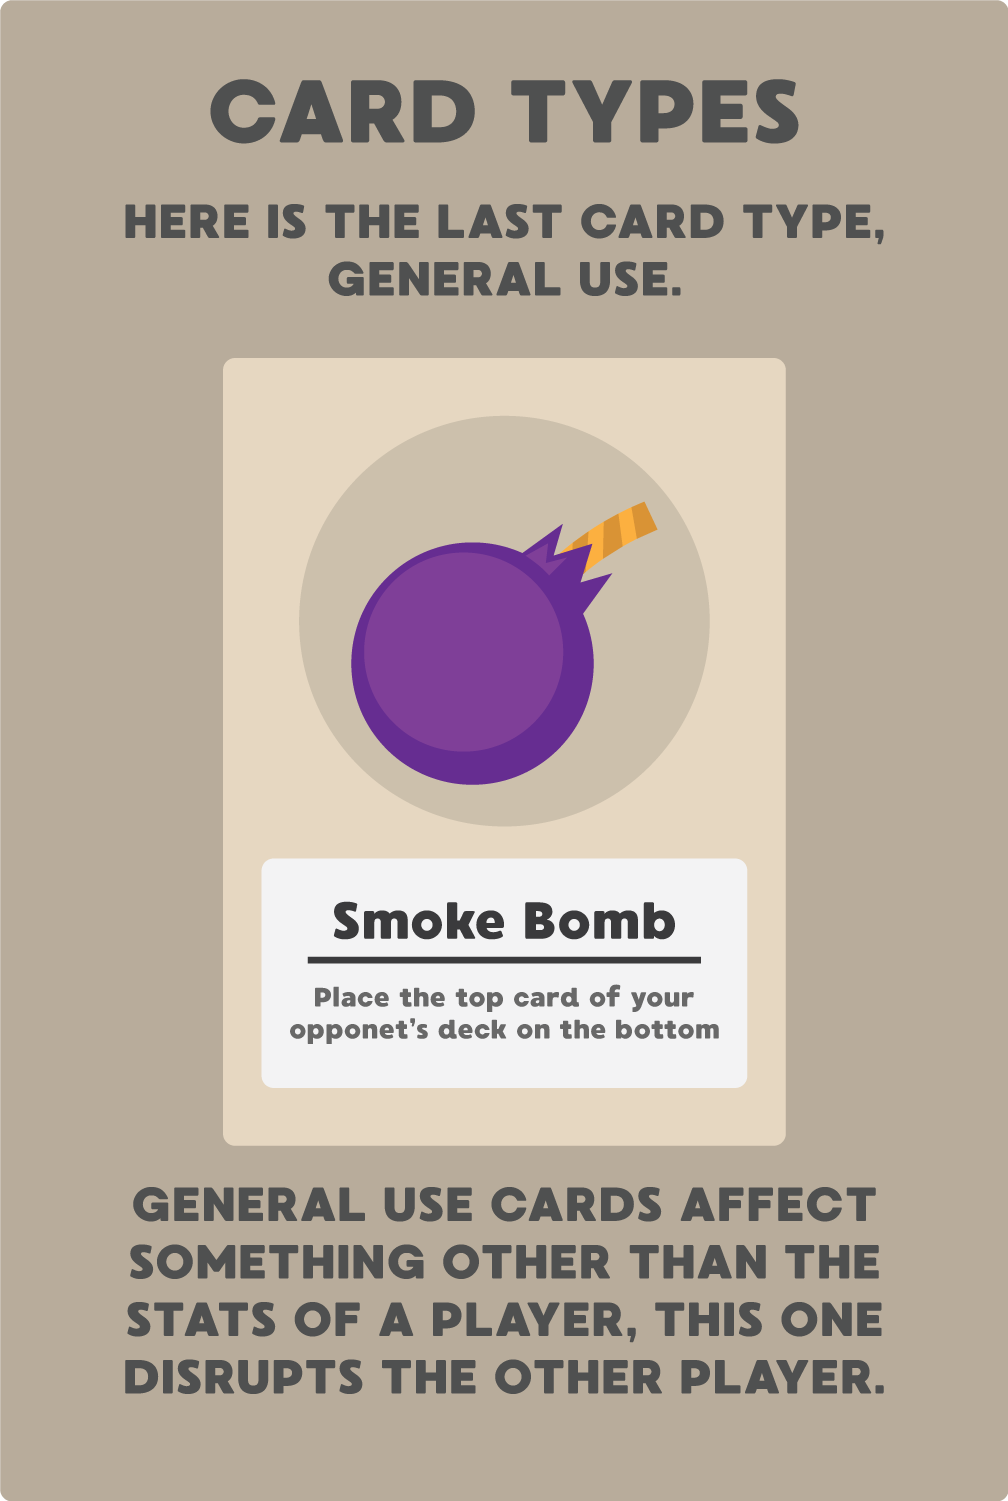 CARD TYPES
HERE IS THE LAST CARD TYPE,
GENERAL USE.
Smoke Bomb
Place the top card of your
opponet's deck on the bottom
GENERAL USE CARDS AFFECT
SOMETHING OTHER THAN THE
STATS OF A PLAYER, THIS ONE
DISRUPTS THE OTHER PLAYER.